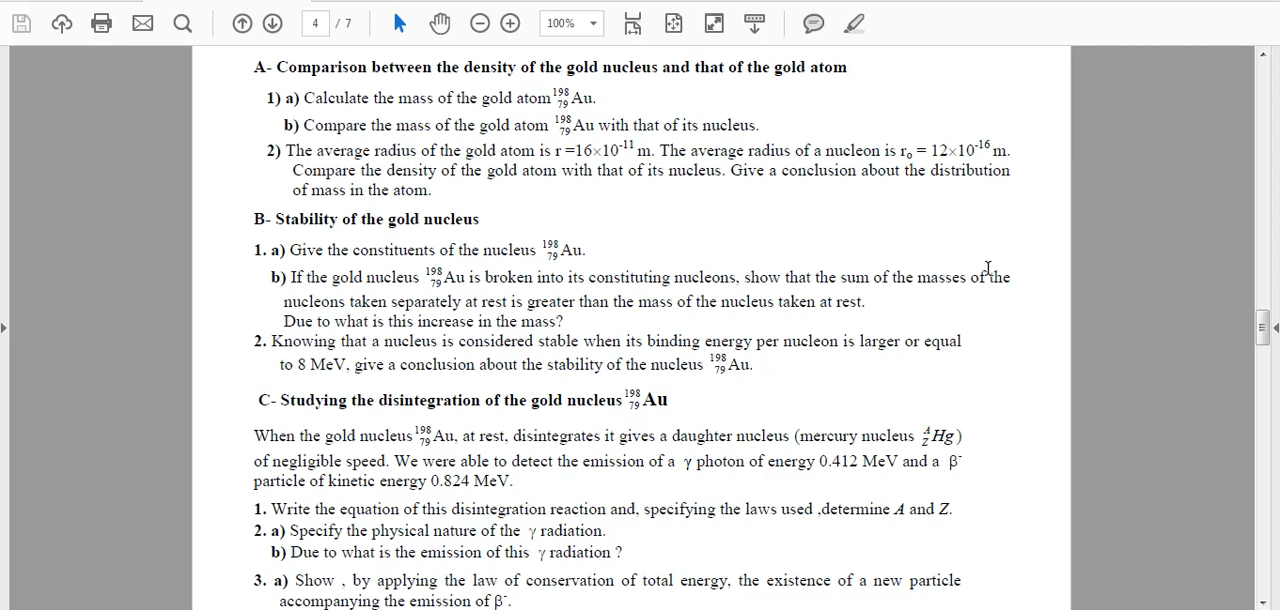 4 / 7
100%
A- Comparison between the density of the gold nucleus and that of the gold atom
1) a) Calculate the mass of the gold atom ¹⁹⁸₇₉Au.
b) Compare the mass of the gold atom ¹⁹⁸₇₉Au with that of its nucleus.
2) The average radius of the gold atom is r =16×10⁻¹¹ m. The average radius of a nucleon is r₀ = 12×10⁻¹⁶ m.
Compare the density of the gold atom with that of its nucleus. Give a conclusion about the distribution
of mass in the atom.
B- Stability of the gold nucleus
1. a) Give the constituents of the nucleus ¹⁹⁸₇₉Au.
b) If the gold nucleus ¹⁹⁸₇₉Au is broken into its constituting nucleons, show that the sum of the masses of the
nucleons taken separately at rest is greater than the mass of the nucleus taken at rest.
Due to what is this increase in the mass?
2. Knowing that a nucleus is considered stable when its binding energy per nucleon is larger or equal
to 8 MeV, give a conclusion about the stability of the nucleus ¹⁹⁸₇₉Au.
C- Studying the disintegration of the gold nucleus ¹⁹⁸₇₉Au
When the gold nucleus ¹⁹⁸₇₉Au, at rest, disintegrates it gives a daughter nucleus (mercury nucleus ᴬ_Z Hg)
of negligible speed. We were able to detect the emission of a γ photon of energy 0.412 MeV and a β⁻
particle of kinetic energy 0.824 MeV.
1. Write the equation of this disintegration reaction and, specifying the laws used ,determine A and Z.
2. a) Specify the physical nature of the γ radiation.
b) Due to what is the emission of this γ radiation ?
3. a) Show , by applying the law of conservation of total energy, the existence of a new particle
accompanying the emission of β⁻.